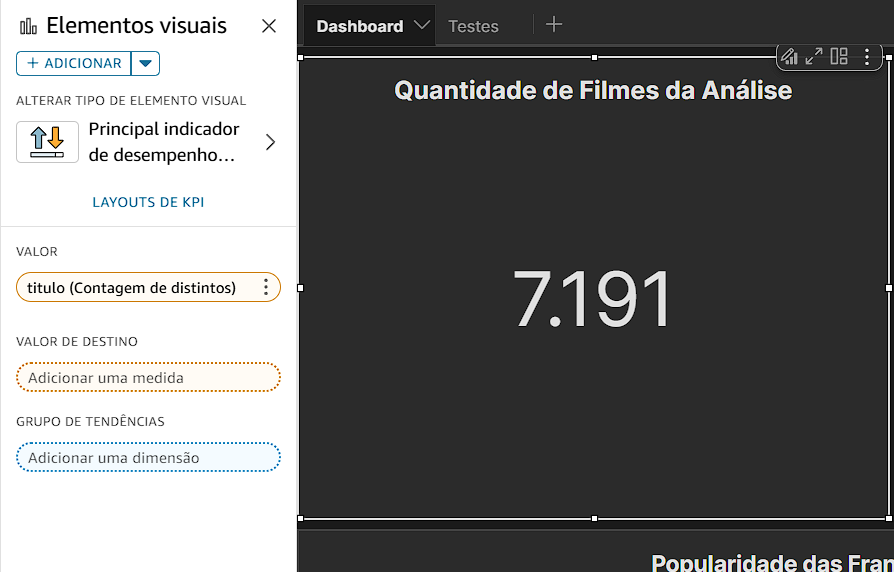 Elementos visuais
+ ADICIONAR
ALTERAR TIPO DE ELEMENTO VISUAL
Principal indicador
de desempenho...
LAYOUTS DE KPI
VALOR
titulo (Contagem de distintos)
VALOR DE DESTINO
Adicionar uma medida
GRUPO DE TENDÊNCIAS
Adicionar uma dimensão
Dashboard
Testes
Quantidade de Filmes da Análise
7.191
Popularidade das Fran